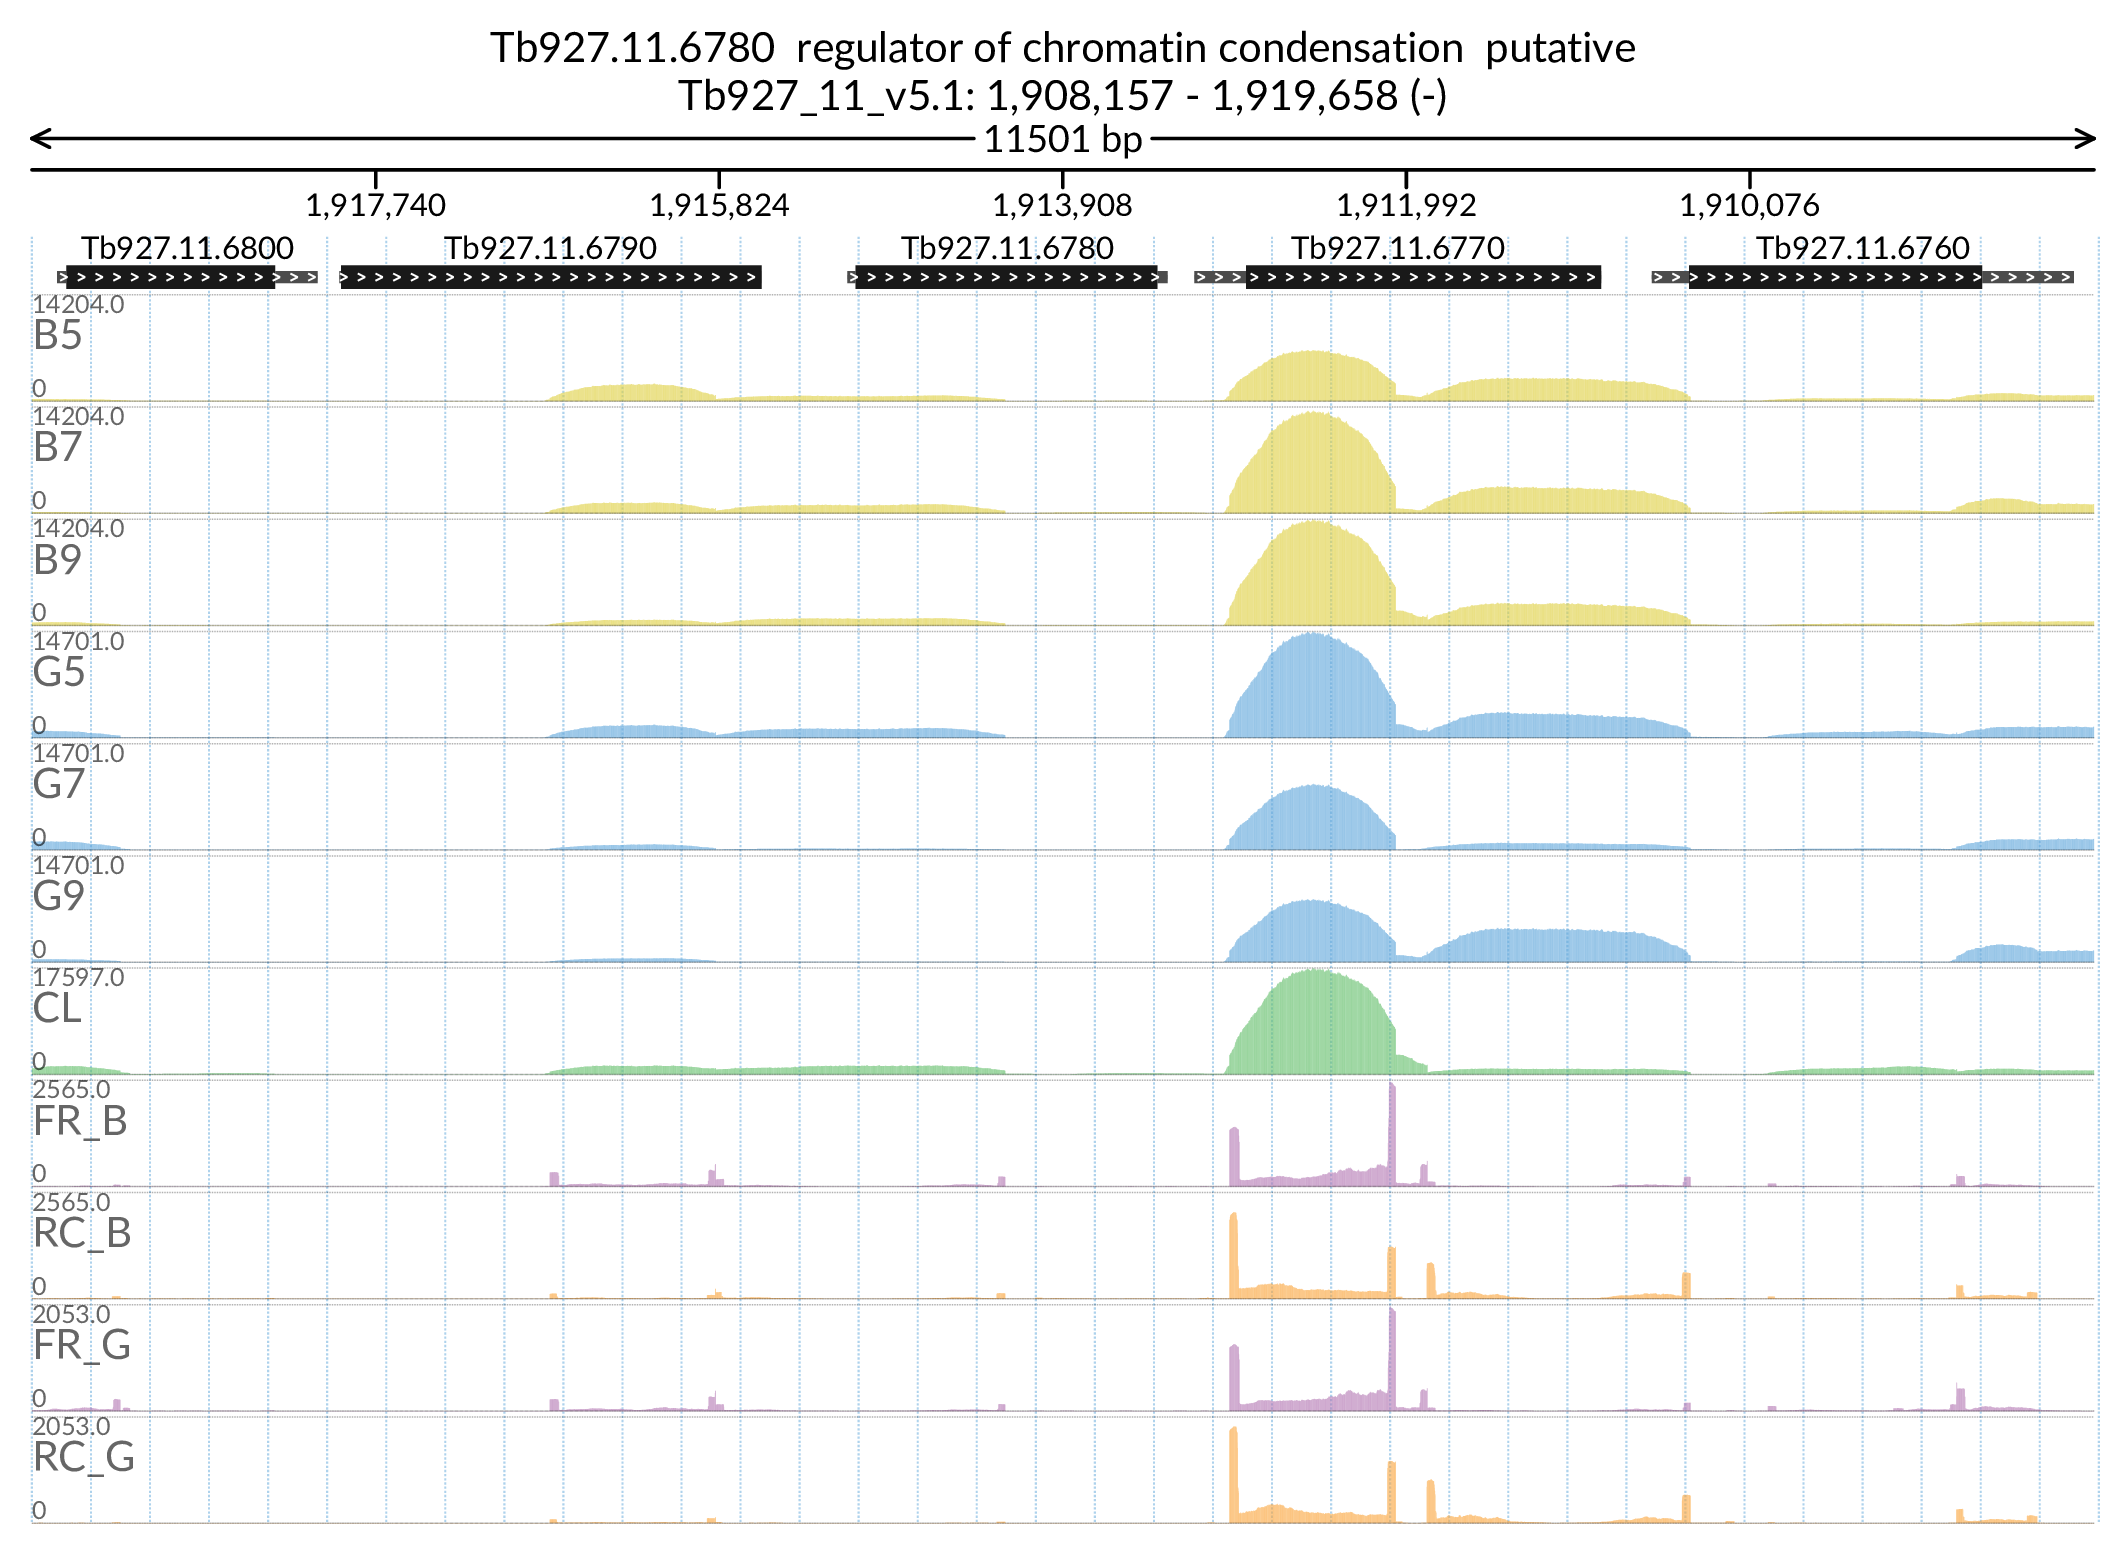 Tb927.11.6780  regulator of chromatin condensation  putative
Tb927_11_v5.1: 1,908,157 - 1,919,658 (-)
11501 bp
1,917,740 1,915,824 1,913,908 1,911,992 1,910,076
Tb927.11.6800 Tb927.11.6790 Tb927.11.6780 Tb927.11.6770 Tb927.11.6760
14204.0
B5
0
14204.0
B7
0
14204.0
B9
0
14701.0
G5
0
14701.0
G7
0
14701.0
G9
0
17597.0
CL
0
2565.0
FR_B
0
2565.0
RC_B
0
2053.0
FR_G
0
2053.0
RC_G
0